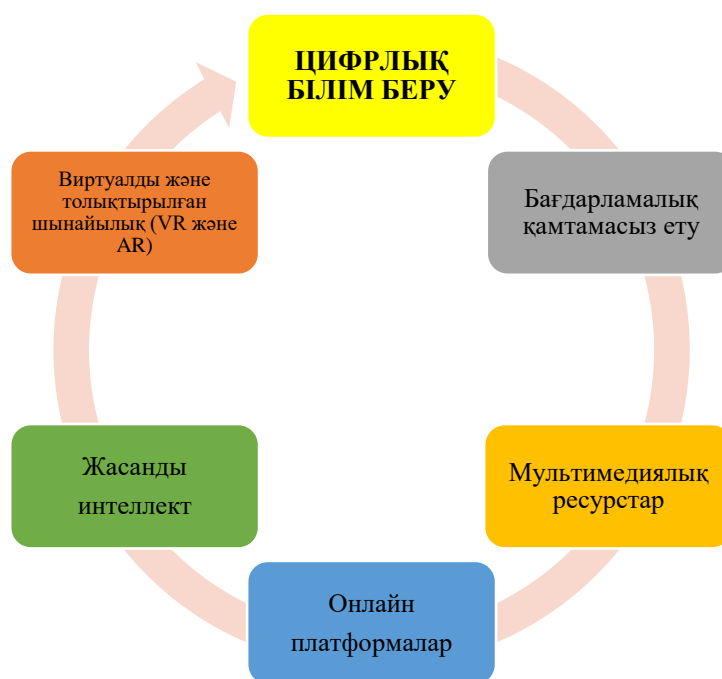 ЦИФРЛЫҚ
БІЛІМ БЕРУ
Бағдарламалық
қамтамасыз ету
Мультимедиялық
ресурстар
Онлайн
платформалар
Жасанды
интеллект
Виртуалды және
толықтырылған
шынайылық (VR және
AR)